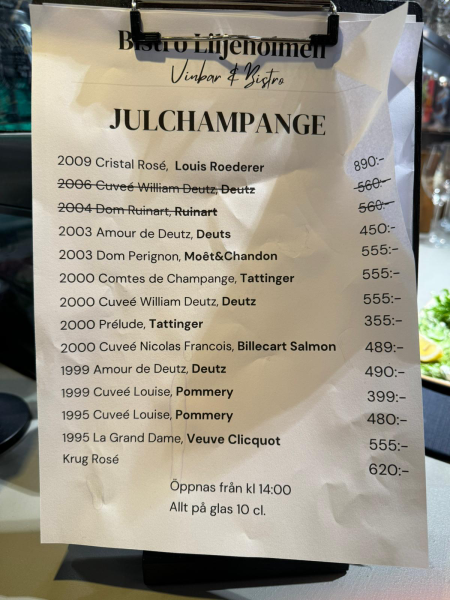 Bistro Liljeholmen
Vinbar & Bistro
JULCHAMPANGE
2009 Cristal Rosé, Louis Roederer 890:-
2006 Cuveé William Deutz, Deutz 560:-
2004 Dom Ruinart, Ruinart 560:-
2003 Amour de Deutz, Deuts 450:-
2003 Dom Perignon, Moêt&Chandon 555:-
2000 Comtes de Champange, Tattinger 555:-
2000 Cuveé William Deutz, Deutz 555:-
2000 Prélude, Tattinger 355:-
2000 Cuveé Nicolas Francois, Billecart Salmon 489:-
1999 Amour de Deutz, Deutz 490:-
1999 Cuveé Louise, Pommery 399:-
1995 Cuveé Louise, Pommery 480:-
1995 La Grand Dame, Veuve Clicquot 555:-
Krug Rosé 620:-
Öppnas från kl 14:00
Allt på glas 10 cl.